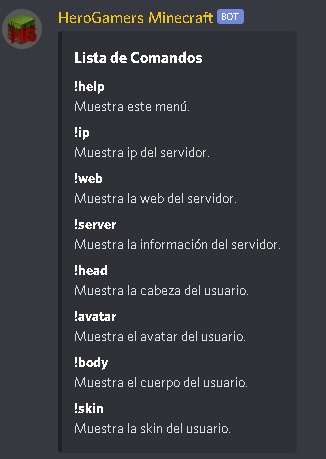 HeroGamers Minecraft BOT
Lista de Comandos
!help
Muestra este menú.
!ip
Muestra ip del servidor.
!web
Muestra la web del servidor.
!server
Muestra la información del servidor.
!head
Muestra la cabeza del usuario.
!avatar
Muestra el avatar del usuario.
!body
Muestra el cuerpo del usuario.
!skin
Muestra la skin del usuario.